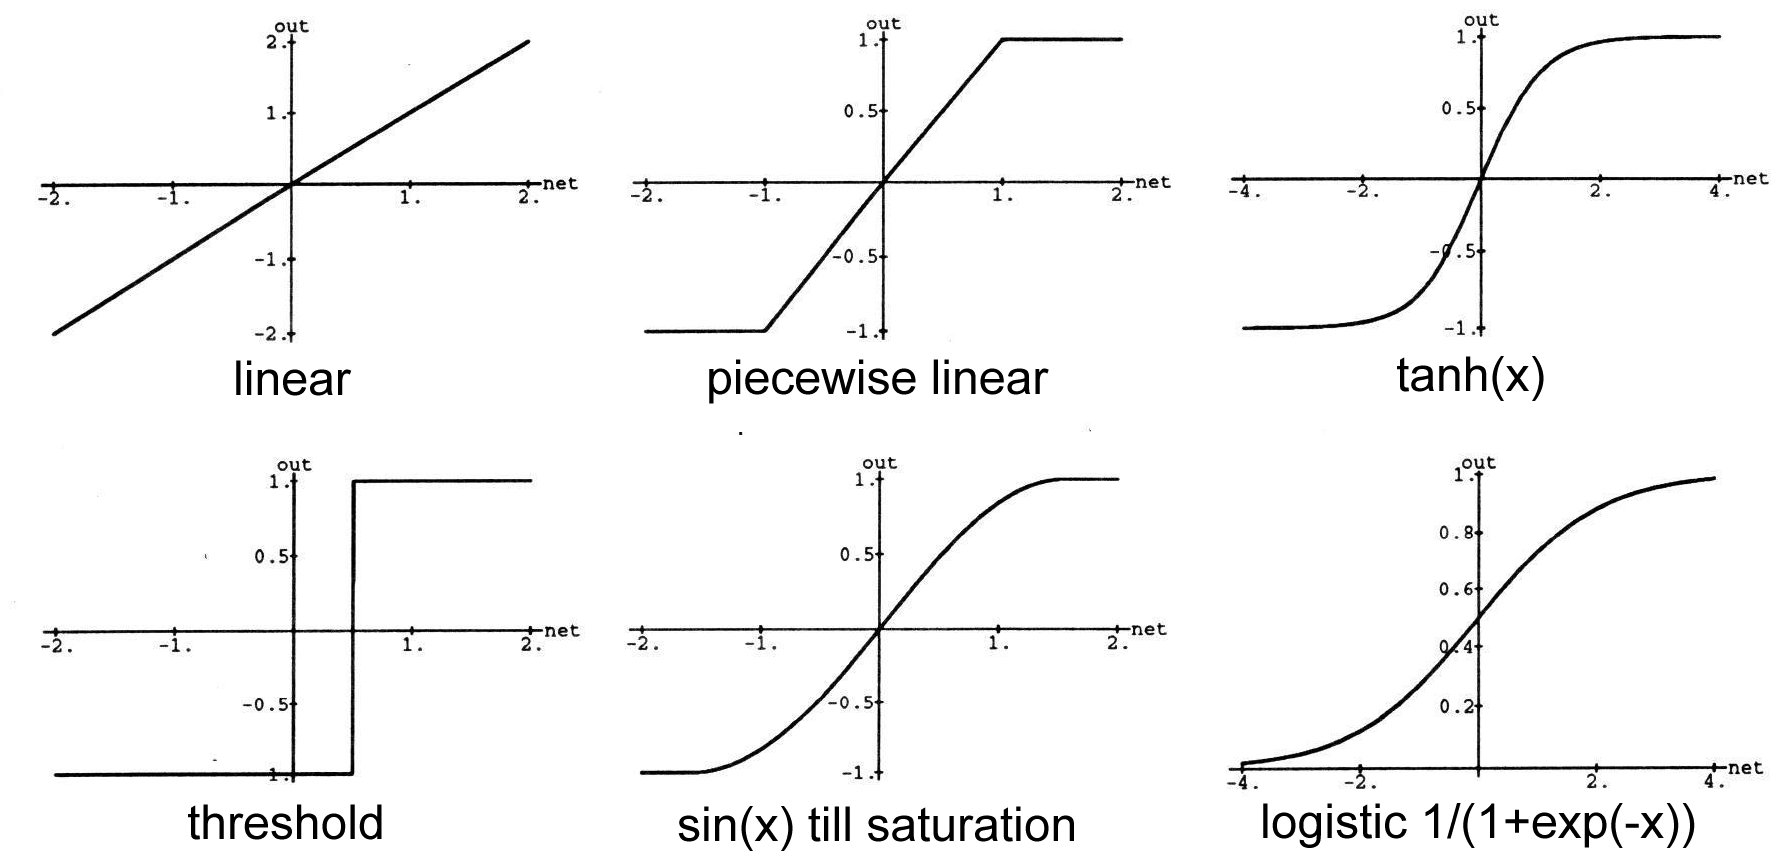 out
2.
1.
-2. -1. 1. 2. net
-1.
-2.
linear
out
1.
0.5
-2. -1. 1. 2. net
-0.5
-1.
piecewise linear
out
1.
0.5
-4. -2. 2. 4. net
-0.5
-1.
tanh(x)
out
1.
0.5
-2. -1. 1. 2. net
-0.5
-1.
threshold
out
1.
0.5
-2. -1. 1. 2. net
-0.5
-1.
sin(x) till saturation
out
1.
0.8
0.6
0.4
0.2
-4. -2. 2. 4. net
logistic 1/(1+exp(-x))